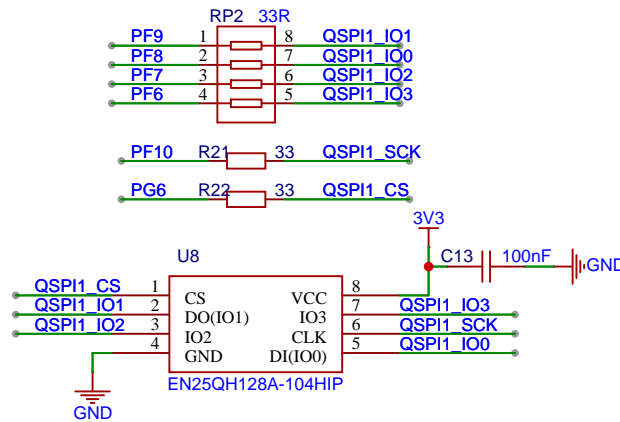 RP2 33R
PF9 1 8 QSPI1_IO1
PF8 2 7 QSPI1_IO0
PF7 3 6 QSPI1_IO2
PF6 4 5 QSPI1_IO3
PF10 R21 33 QSPI1_SCK
PG6 R22 33 QSPI1_CS
3V3
C13 100nF GND
U8
QSPI1_CS 1 CS VCC 8
QSPI1_IO1 2 DO(IO1) IO3 7 QSPI1_IO3
QSPI1_IO2 3 IO2 CLK 6 QSPI1_SCK
4 GND DI(IO0) 5 QSPI1_IO0
EN25QH128A-104HIP
GND